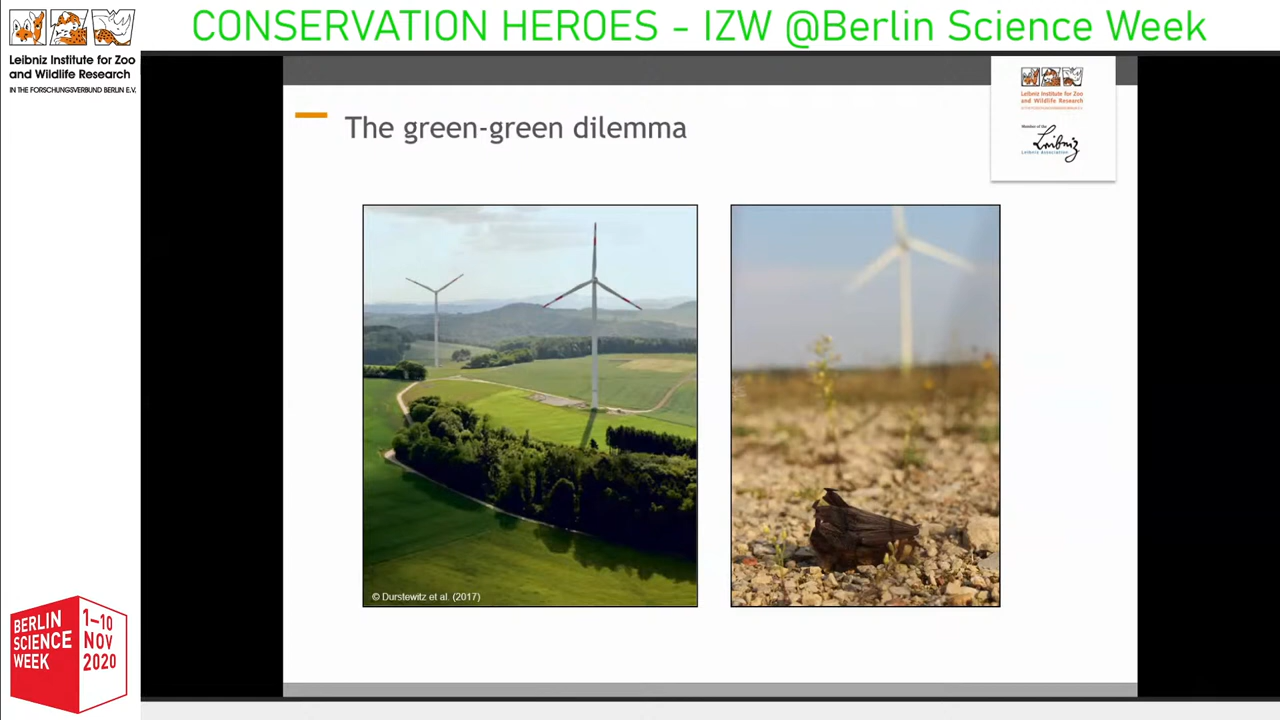 CONSERVATION HEROES - IZW @Berlin Science Week
Leibniz Institute for Zoo
and Wildlife Research
IN THE FORSCHUNGSVERBUND BERLIN E.V.
The green-green dilemma
Leibniz Institute for Zoo
and Wildlife Research
Member of the
Leibniz
Leibniz Association
© Durstewitz et al. (2017)
BERLIN
SCIENCE
WEEK
1–10
NOV
2020